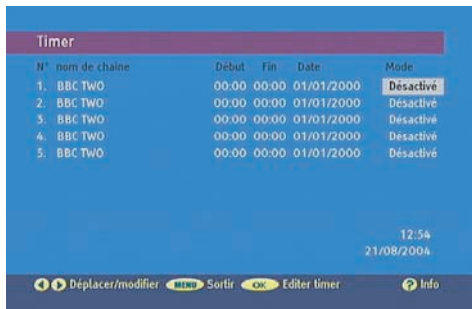 Timer
N° nom de chaine Début Fin Date Mode
1. BBC TWO 00:00 00:00 01/01/2000 Désactivé
2. BBC TWO 00:00 00:00 01/01/2000 Désactivé
3. BBC TWO 00:00 00:00 01/01/2000 Désactivé
4. BBC TWO 00:00 00:00 01/01/2000 Désactivé
5. BBC TWO 00:00 00:00 01/01/2000 Désactivé
12:54
21/08/2004
Déplacer/modifier MENU Sortir OK Editer timer ? Info